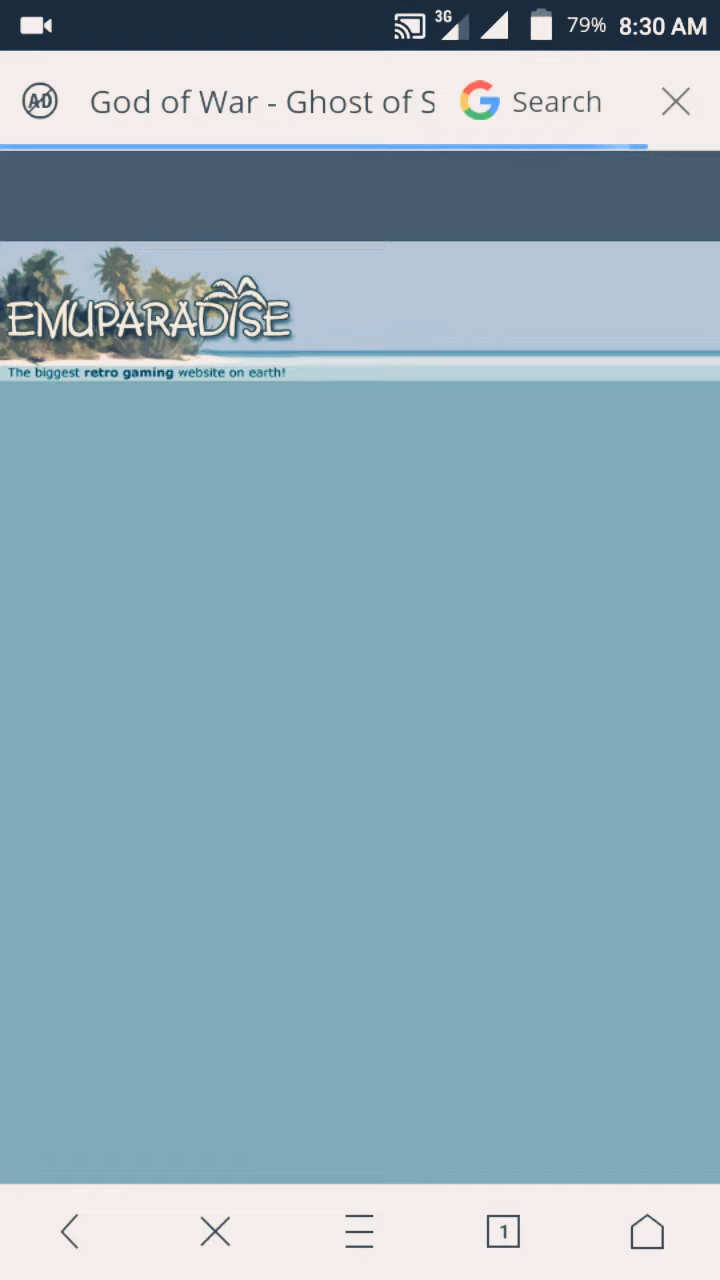 3G 79% 8:30 AM
AD God of War - Ghost of S Search
EMUPARADISE
The biggest retro gaming website on earth!
1